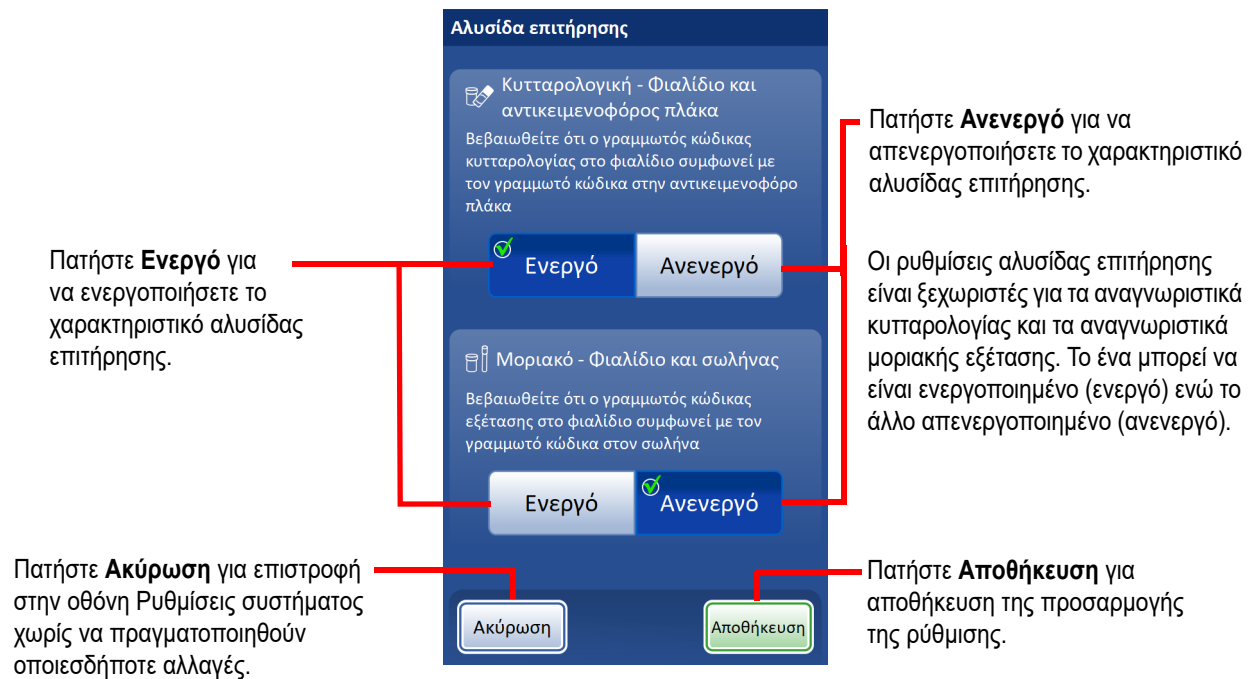 Αλυσίδα επιτήρησης
Κυτταρολογική - Φιαλίδιο και
αντικειμενοφόρος πλάκα
Βεβαιωθείτε ότι ο γραμμωτός κώδικας
κυτταρολογίας στο φιαλίδιο συμφωνεί με
τον γραμμωτό κώδικα στην αντικειμενοφόρο
πλάκα
Ενεργό
Ανενεργό
Μοριακό - Φιαλίδιο και σωλήνας
Βεβαιωθείτε ότι ο γραμμωτός κώδικας
εξέτασης στο φιαλίδιο συμφωνεί με τον
γραμμωτό κώδικα στον σωλήνα
Ενεργό
Ανενεργό
Ακύρωση
Αποθήκευση
Πατήστε Ενεργό για
να ενεργοποιήσετε το
χαρακτηριστικό αλυσίδας
επιτήρησης.
Πατήστε Ακύρωση για επιστροφή
στην οθόνη Ρυθμίσεις συστήματος
χωρίς να πραγματοποιηθούν
οποιεσδήποτε αλλαγές.
Πατήστε Ανενεργό για να
απενεργοποιήσετε το χαρακτηριστικό
αλυσίδας επιτήρησης.
Οι ρυθμίσεις αλυσίδας επιτήρησης
είναι ξεχωριστές για τα αναγνωριστικά
κυτταρολογίας και τα αναγνωριστικά
μοριακής εξέτασης. Το ένα μπορεί να
είναι ενεργοποιημένο (ενεργό) ενώ το
άλλο απενεργοποιημένο (ανενεργό).
Πατήστε Αποθήκευση για
αποθήκευση της προσαρμογής
της ρύθμισης.